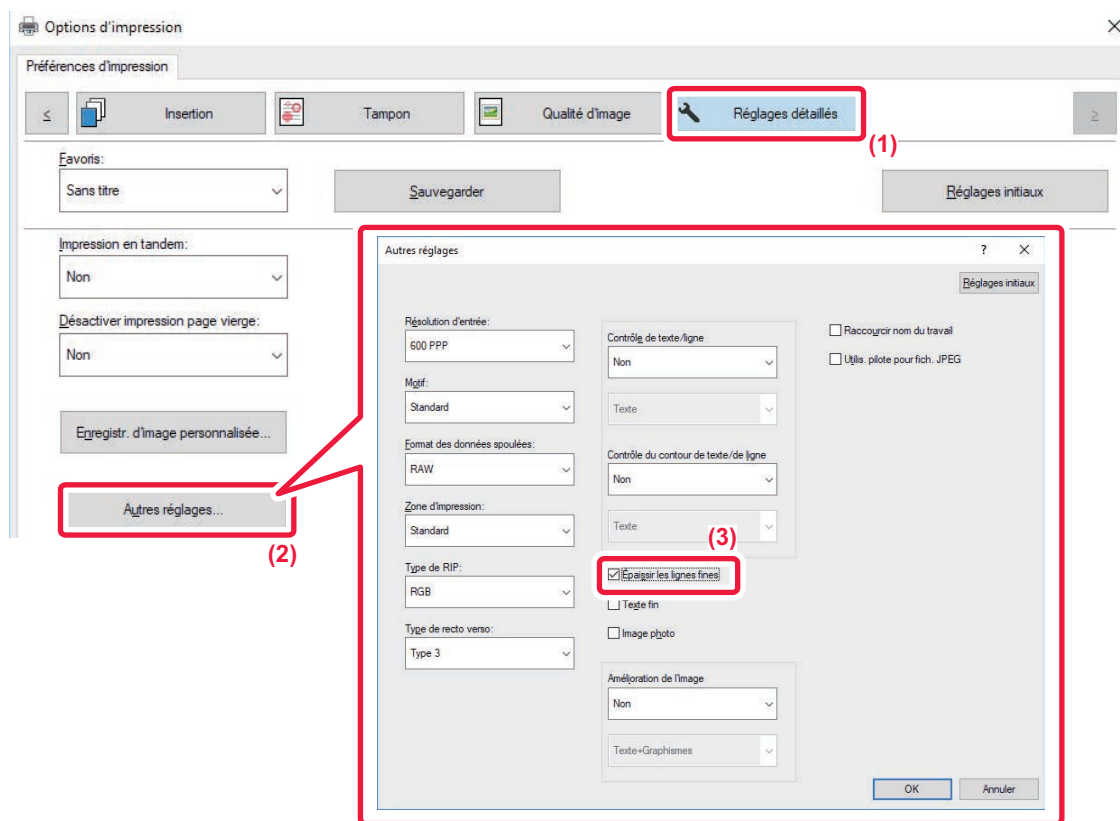 Options d'impression
Préférences d'impression
< Insertion Tampon Qualité d'image Réglages détaillés >
(1)
Favoris:
Sans titre Sauvegarder Réglages initiaux
Impression en tandem:
Non
Désactiver impression page vierge:
Non
Enregistr. d'image personnalisée...
Autres réglages...
(2)
Autres réglages ?
Réglages initiaux
Résolution d'entrée:
600 PPP
Motif:
Standard
Format des données spoulées:
RAW
Zone d'impression:
Standard
Type de RIP:
RGB
Type de recto verso:
Type 3
Contrôle de texte/ligne
Non
Texte
Contrôle du contour de texte/de ligne
Non
Texte
(3)
Épaissir les lignes fines
Texte fin
Image photo
Amélioration de l'image
Non
Texte+Graphismes
Raccourcir nom du travail
Utilis. pilote pour fich. JPEG
OK Annuler